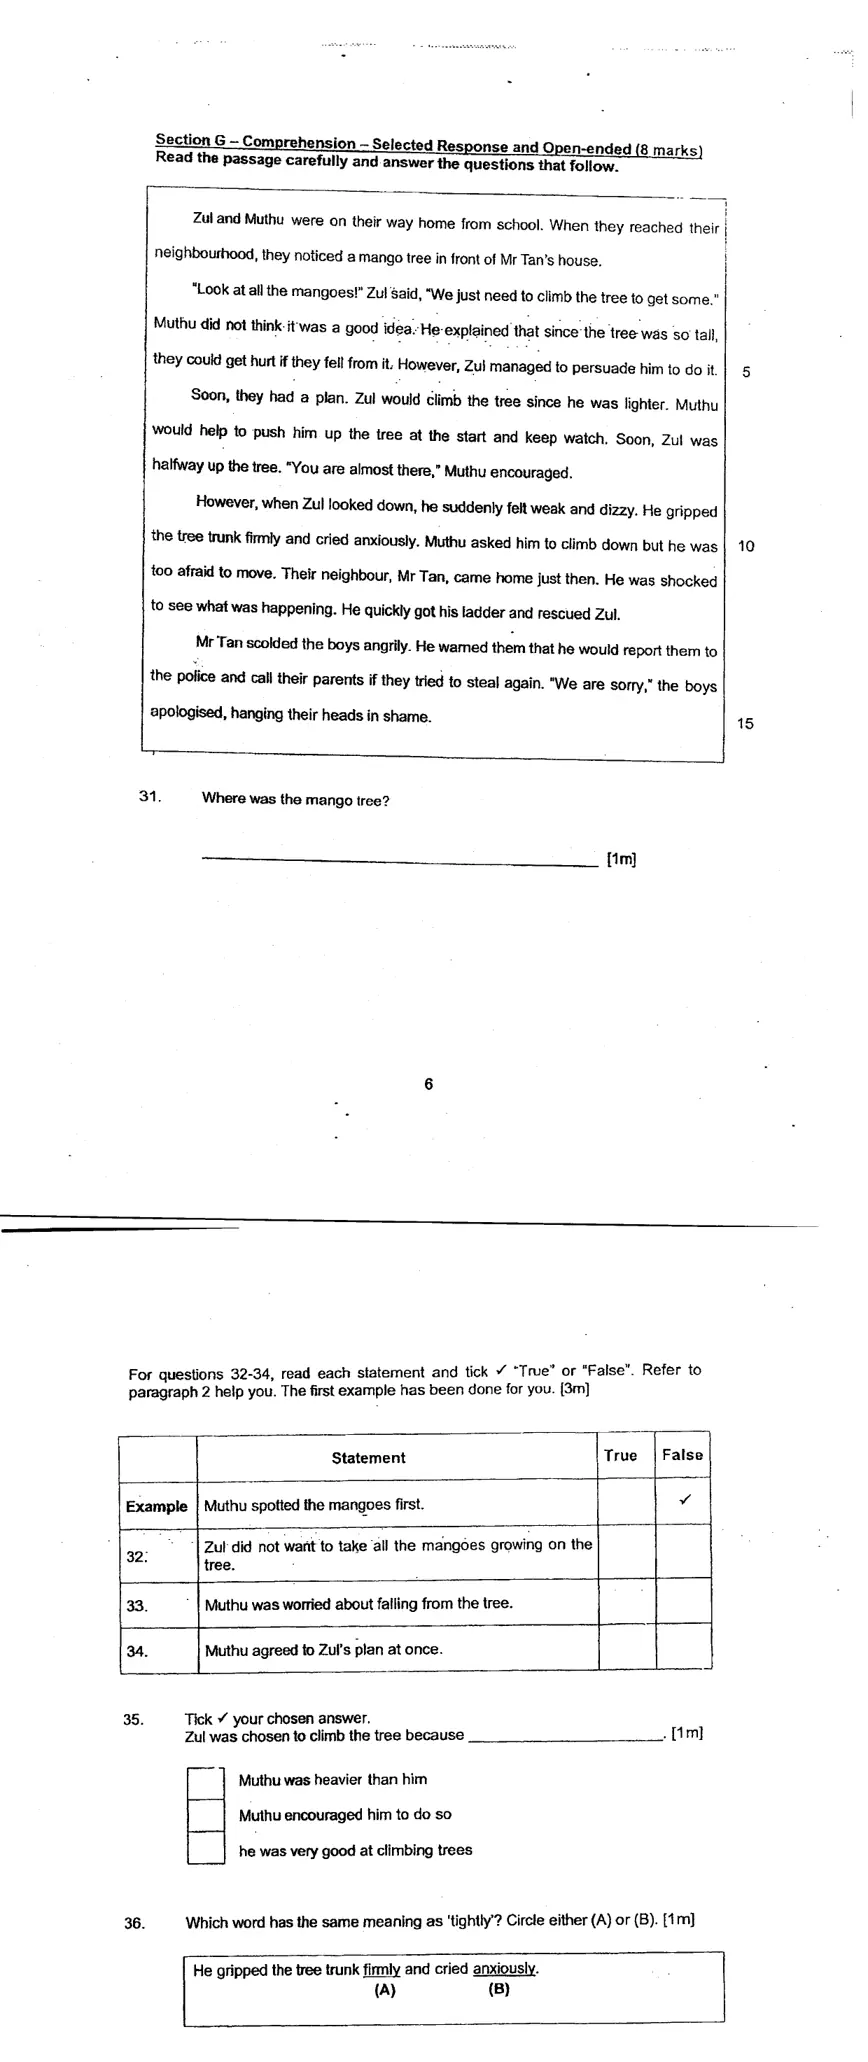 Section G – Comprehension – Selected Response and Open-ended (8 marks)
Read the passage carefully and answer the questions that follow.
Zul and Muthu were on their way home from school. When they reached their
neighbourhood, they noticed a mango tree in front of Mr Tan's house.
"Look at all the mangoes!" Zul said, "We just need to climb the tree to get some."
Muthu did not think it was a good idea. He explained that since the tree was so tall,
they could get hurt if they fell from it. However, Zul managed to persuade him to do it. 5
Soon, they had a plan. Zul would climb the tree since he was lighter. Muthu
would help to push him up the tree at the start and keep watch. Soon, Zul was
halfway up the tree. "You are almost there," Muthu encouraged.
However, when Zul looked down, he suddenly felt weak and dizzy. He gripped
the tree trunk firmly and cried anxiously. Muthu asked him to climb down but he was 10
too afraid to move. Their neighbour, Mr Tan, came home just then. He was shocked
to see what was happening. He quickly got his ladder and rescued Zul.
Mr Tan scolded the boys angrily. He warned them that he would report them to
the police and call their parents if they tried to steal again. "We are sorry," the boys
apologised, hanging their heads in shame. 15
31. Where was the mango tree?
[1m]
6
For questions 32-34, read each statement and tick ✓ "True" or "False". Refer to
paragraph 2 help you. The first example has been done for you. [3m]
Statement True False
Example Muthu spotted the mangoes first. ✓
32. Zul did not want to take all the mangoes growing on the
tree.
33. Muthu was worried about falling from the tree.
34. Muthu agreed to Zul's plan at once.
35. Tick ✓ your chosen answer.
Zul was chosen to climb the tree because ____________________. [1m]
Muthu was heavier than him
Muthu encouraged him to do so
he was very good at climbing trees
36. Which word has the same meaning as 'tightly'? Circle either (A) or (B). [1m]
He gripped the tree trunk firmly and cried anxiously.
(A) (B)